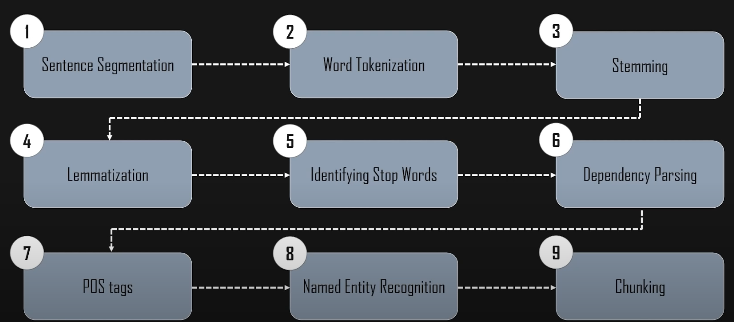 1
Sentence Segmentation
2
Word Tokenization
3
Stemming
4
Lemmatization
5
Identifying Stop Words
6
Dependency Parsing
7
POS tags
8
Named Entity Recognition
9
Chunking